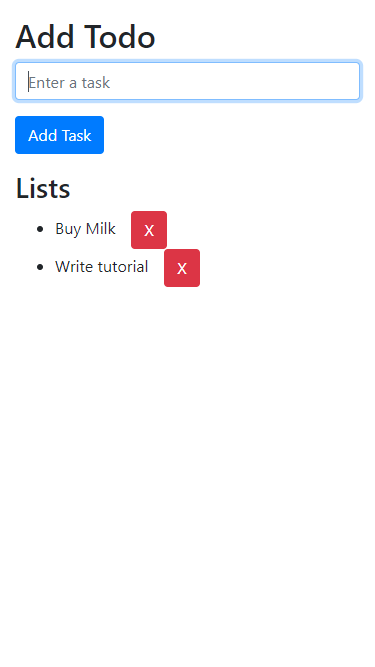 Add Todo
Enter a task
Add Task
Lists
Buy Milk X
Write tutorial X